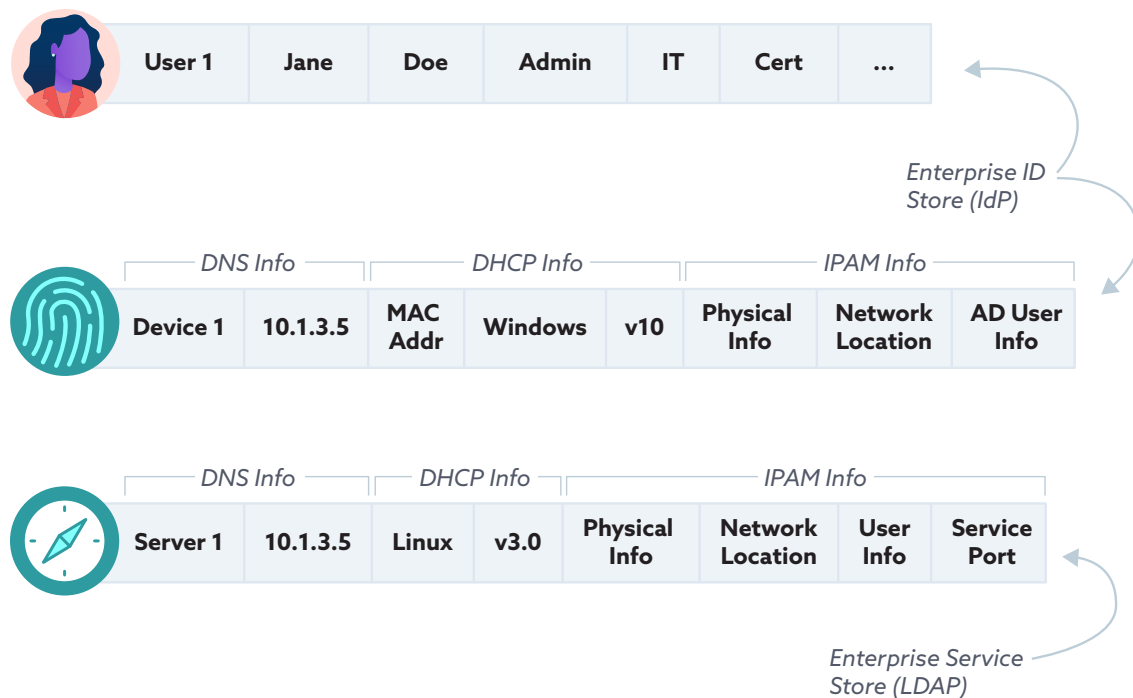 User 1 Jane Doe Admin IT Cert ...
Enterprise ID
Store (IdP)
DNS Info DHCP Info IPAM Info
Device 1 10.1.3.5 MAC Addr Windows v10 Physical Info Network Location AD User Info
DNS Info DHCP Info IPAM Info
Server 1 10.1.3.5 Linux v3.0 Physical Info Network Location User Info Service Port
Enterprise Service
Store (LDAP)